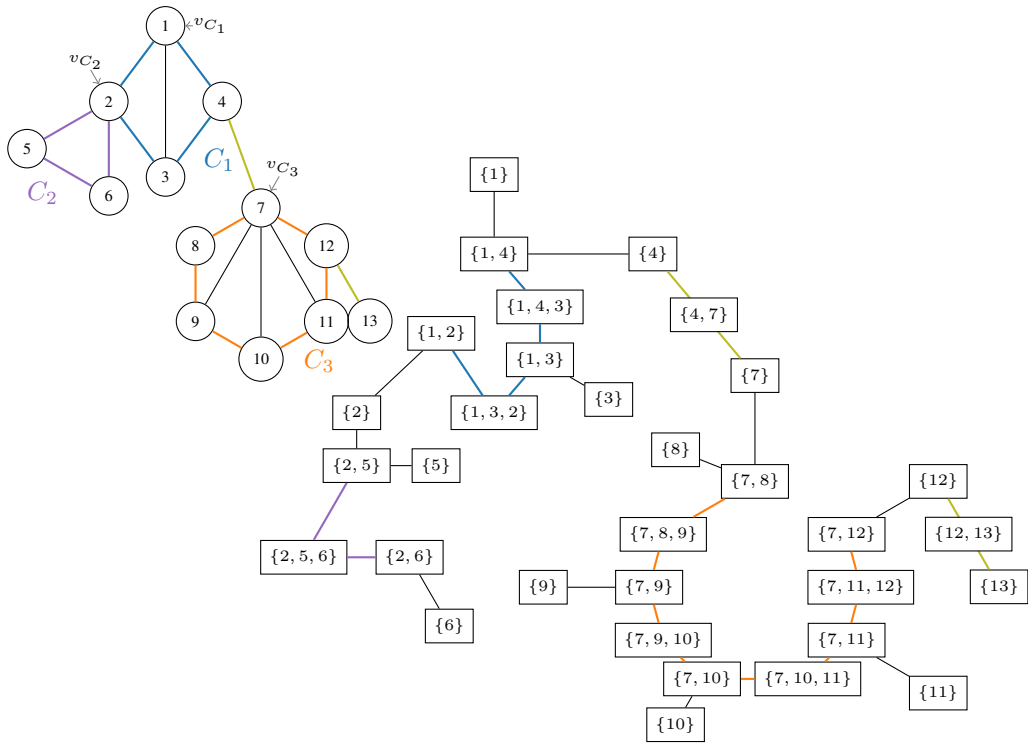 1
v_{C_1}
v_{C_2}
2
4
5
C_1
3
C_2
6
{1}
v_{C_3}
7
8
12
{1, 4}
{4}
{1, 4, 3}
{4, 7}
9
11
13
{1, 2}
10
C_3
{1, 3}
{7}
{2}
{1, 3, 2}
{3}
{8}
{2, 5}
{5}
{7, 8}
{12}
{7, 8, 9}
{7, 12}
{12, 13}
{2, 5, 6}
{2, 6}
{9}
{7, 9}
{7, 11, 12}
{13}
{6}
{7, 9, 10}
{7, 11}
{7, 10}
{7, 10, 11}
{11}
{10}